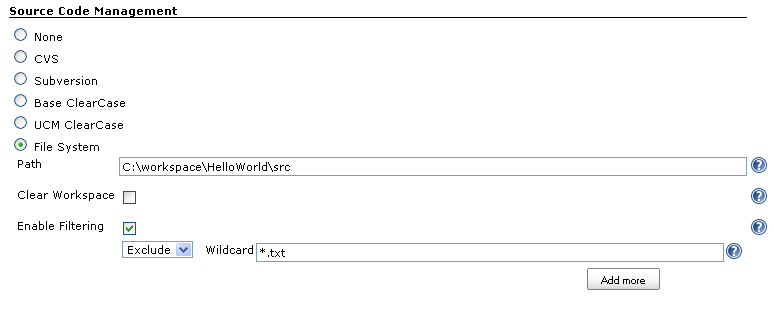 Source Code Management
None
CVS
Subversion
Base ClearCase
UCM ClearCase
File System
Path C:\workspace\HelloWorld\src ?
Clear Workspace ?
Enable Filtering ?
Exclude Wildcard *.txt ?
Add more